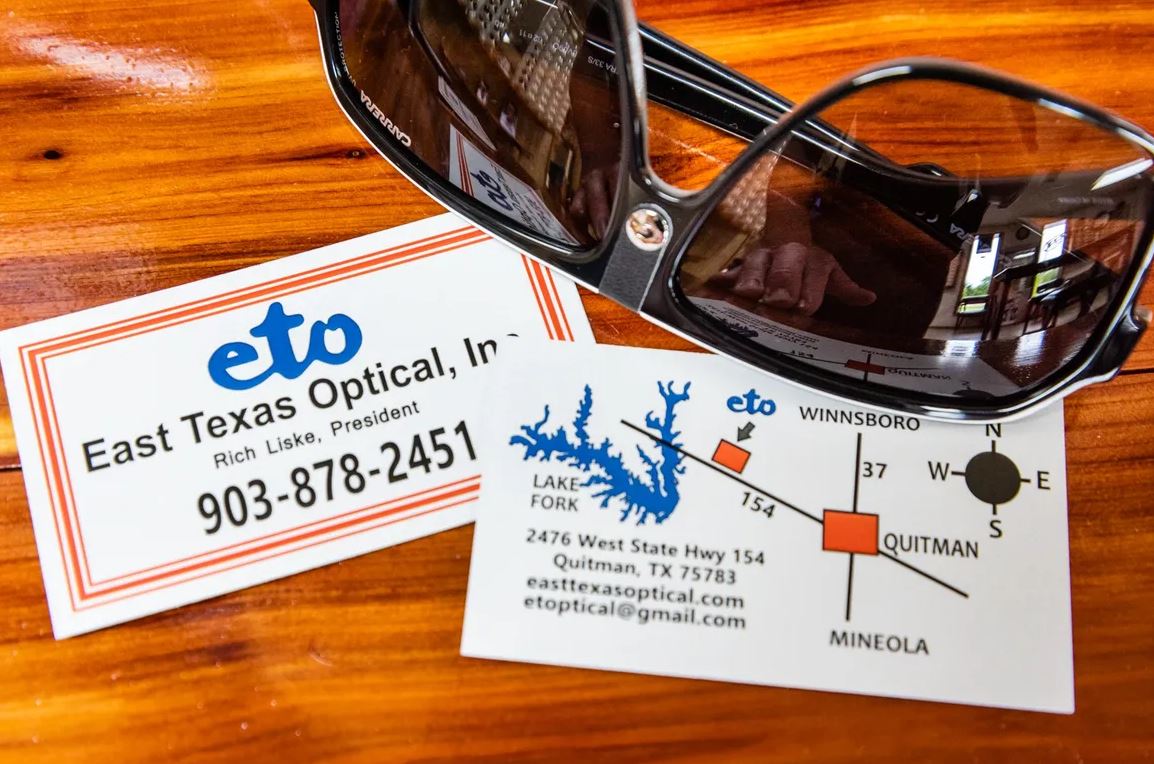 CARRERA
eto
East Texas Optical, Inc
Rich Liske, President
903-878-2451
eto
WINNSBORO
37
N
W
E
S
LAKE
FORK
154
QUITMAN
2476 West State Hwy 154
Quitman, TX 75783
easttexasoptical.com
etoptical@gmail.com
MINEOLA